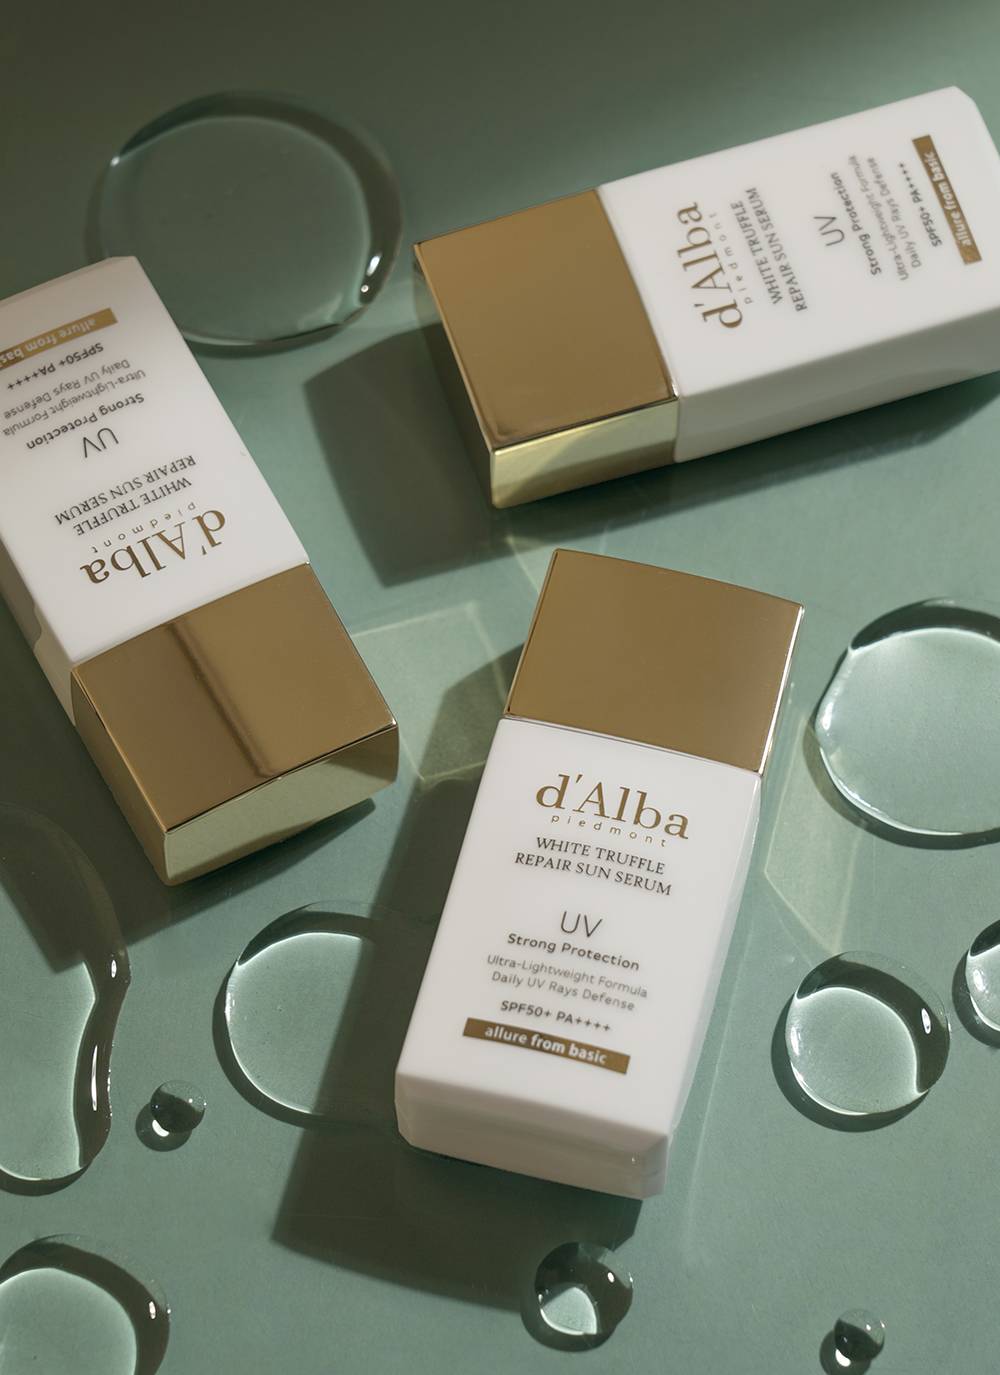 d'Alba
piedmont
WHITE TRUFFLE
REPAIR SUN SERUM
UV
Strong Protection
Ultra-Lightweight Formula
Daily UV Rays Defense
SPF50+ PA++++
allure from basic
d'Alba
piedmont
WHITE TRUFFLE
REPAIR SUN SERUM
UV
Strong Protection
Ultra-Lightweight Formula
Daily UV Rays Defense
SPF50+ PA++++
allure from basic
d'Alba
piedmont
WHITE TRUFFLE
REPAIR SUN SERUM
UV
Strong Protection
Ultra-Lightweight Formula
Daily UV Rays Defense
SPF50+ PA++++
allure from basic